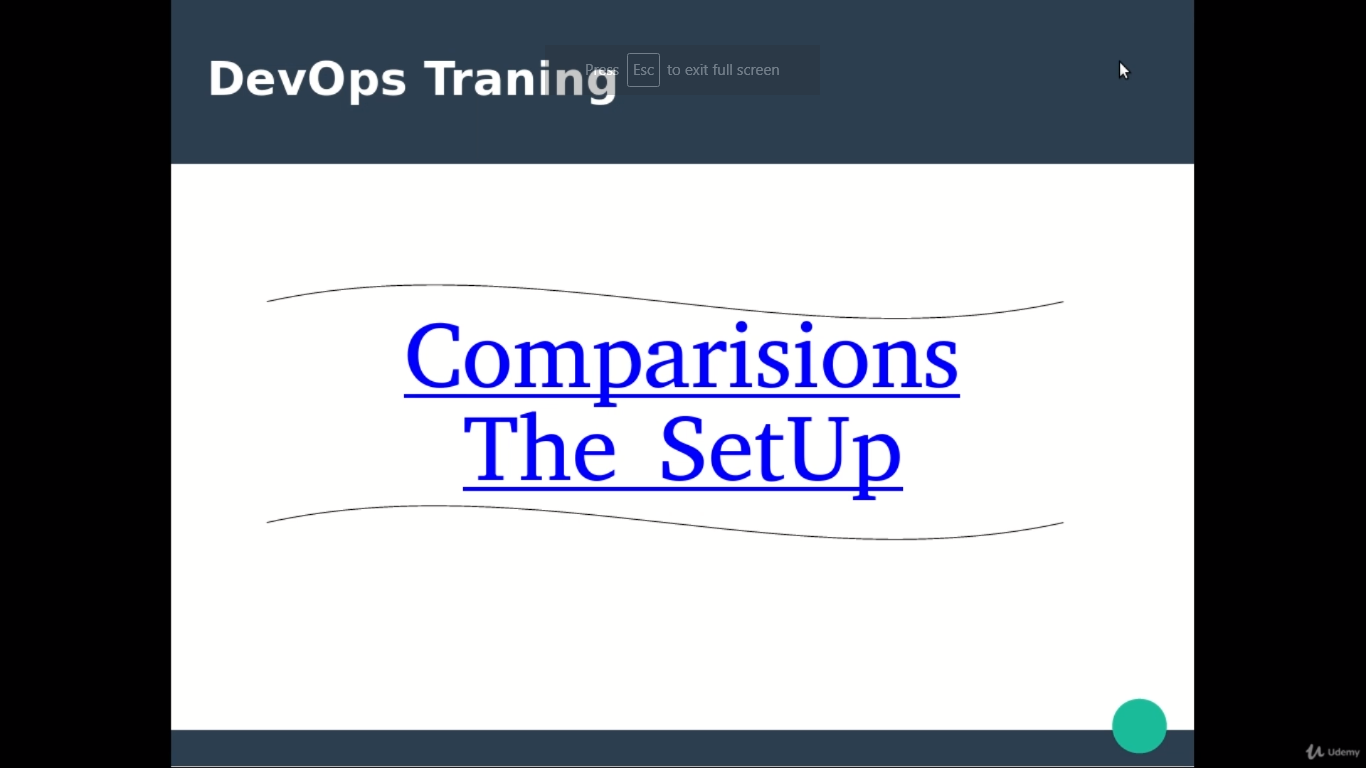 DevOps Traning
Press Esc to exit full screen
Comparisions
The SetUp
Udemy